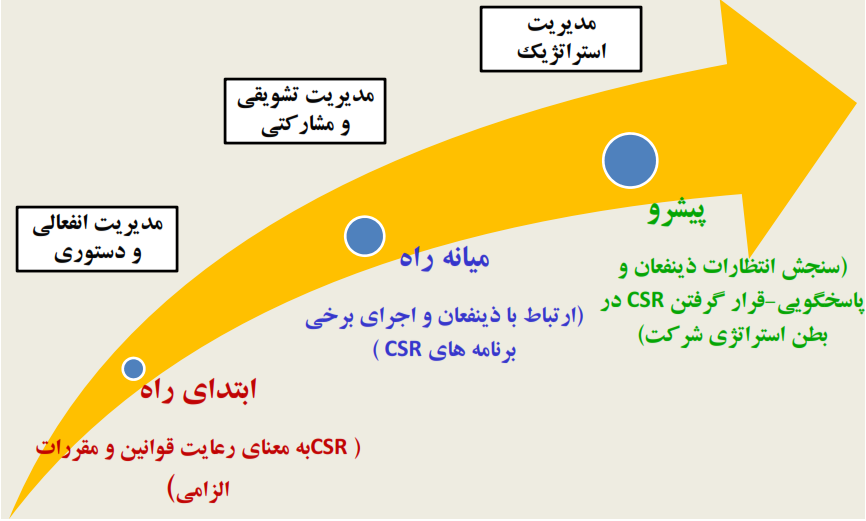 مدیریت
استراتژیک
مدیریت تشویقی
و مشارکتی
مدیریت انفعالی
و دستوری
پیشرو
(سنجش انتظارات ذینفعان و
پاسخگویی-قرار گرفتن CSR در
بطن استراتژی شرکت)
میانه راه
(ارتباط با ذینفعان و اجرای برخی
برنامه های CSR )
ابتدای راه
( CSRبه معنای رعایت قوانین و مقررات
الزامی)